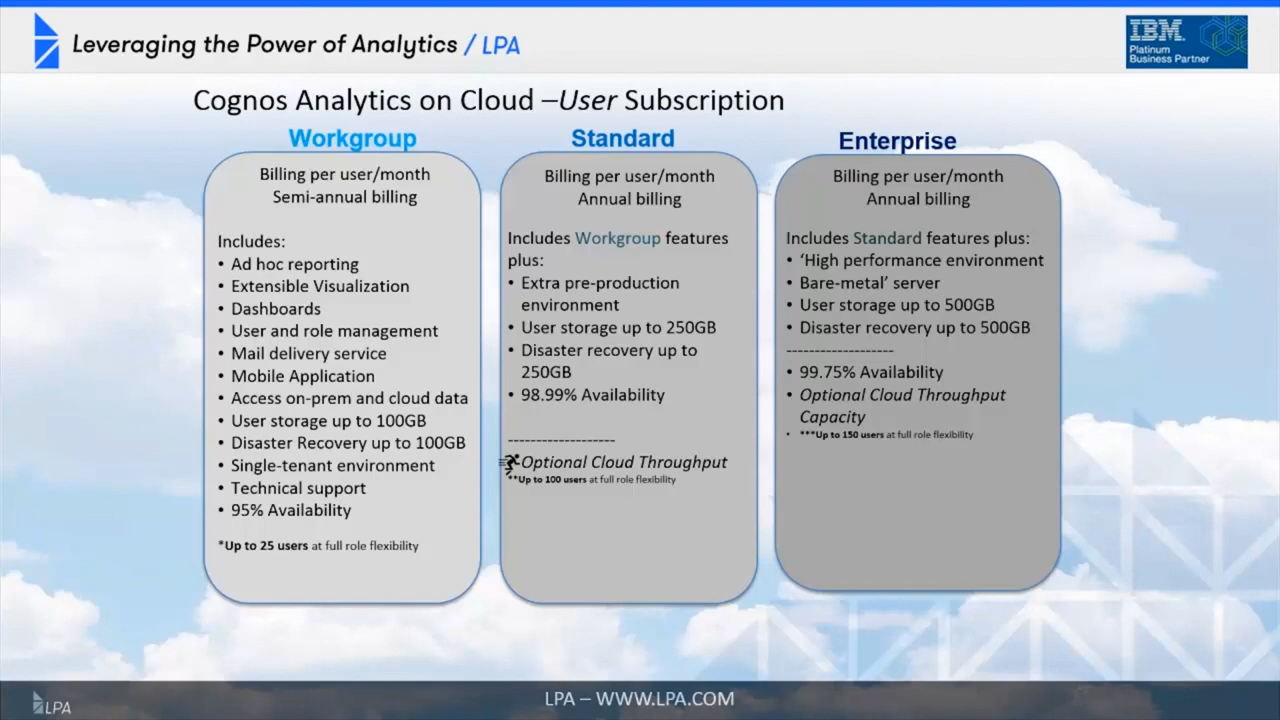 Leveraging the Power of Analytics / LPA
IBM
Platinum
Business Partner
Cognos Analytics on Cloud –User Subscription
Workgroup
Billing per user/month
Semi-annual billing
Includes:
• Ad hoc reporting
• Extensible Visualization
• Dashboards
• User and role management
• Mail delivery service
• Mobile Application
• Access on-prem and cloud data
• User storage up to 100GB
• Disaster Recovery up to 100GB
• Single-tenant environment
• Technical support
• 95% Availability
*Up to 25 users at full role flexibility
Standard
Billing per user/month
Annual billing
Includes Workgroup features
plus:
• Extra pre-production
environment
• User storage up to 250GB
• Disaster recovery up to
250GB
• 98.99% Availability
-------------------
Optional Cloud Throughput
**Up to 100 users at full role flexibility
Enterprise
Billing per user/month
Annual billing
Includes Standard features plus:
• ‘High performance environment
• Bare-metal’ server
• User storage up to 500GB
• Disaster recovery up to 500GB
-------------------
• 99.75% Availability
• Optional Cloud Throughput
Capacity
• ***Up to 150 users at full role flexibility
LPA
LPA – WWW.LPA.COM